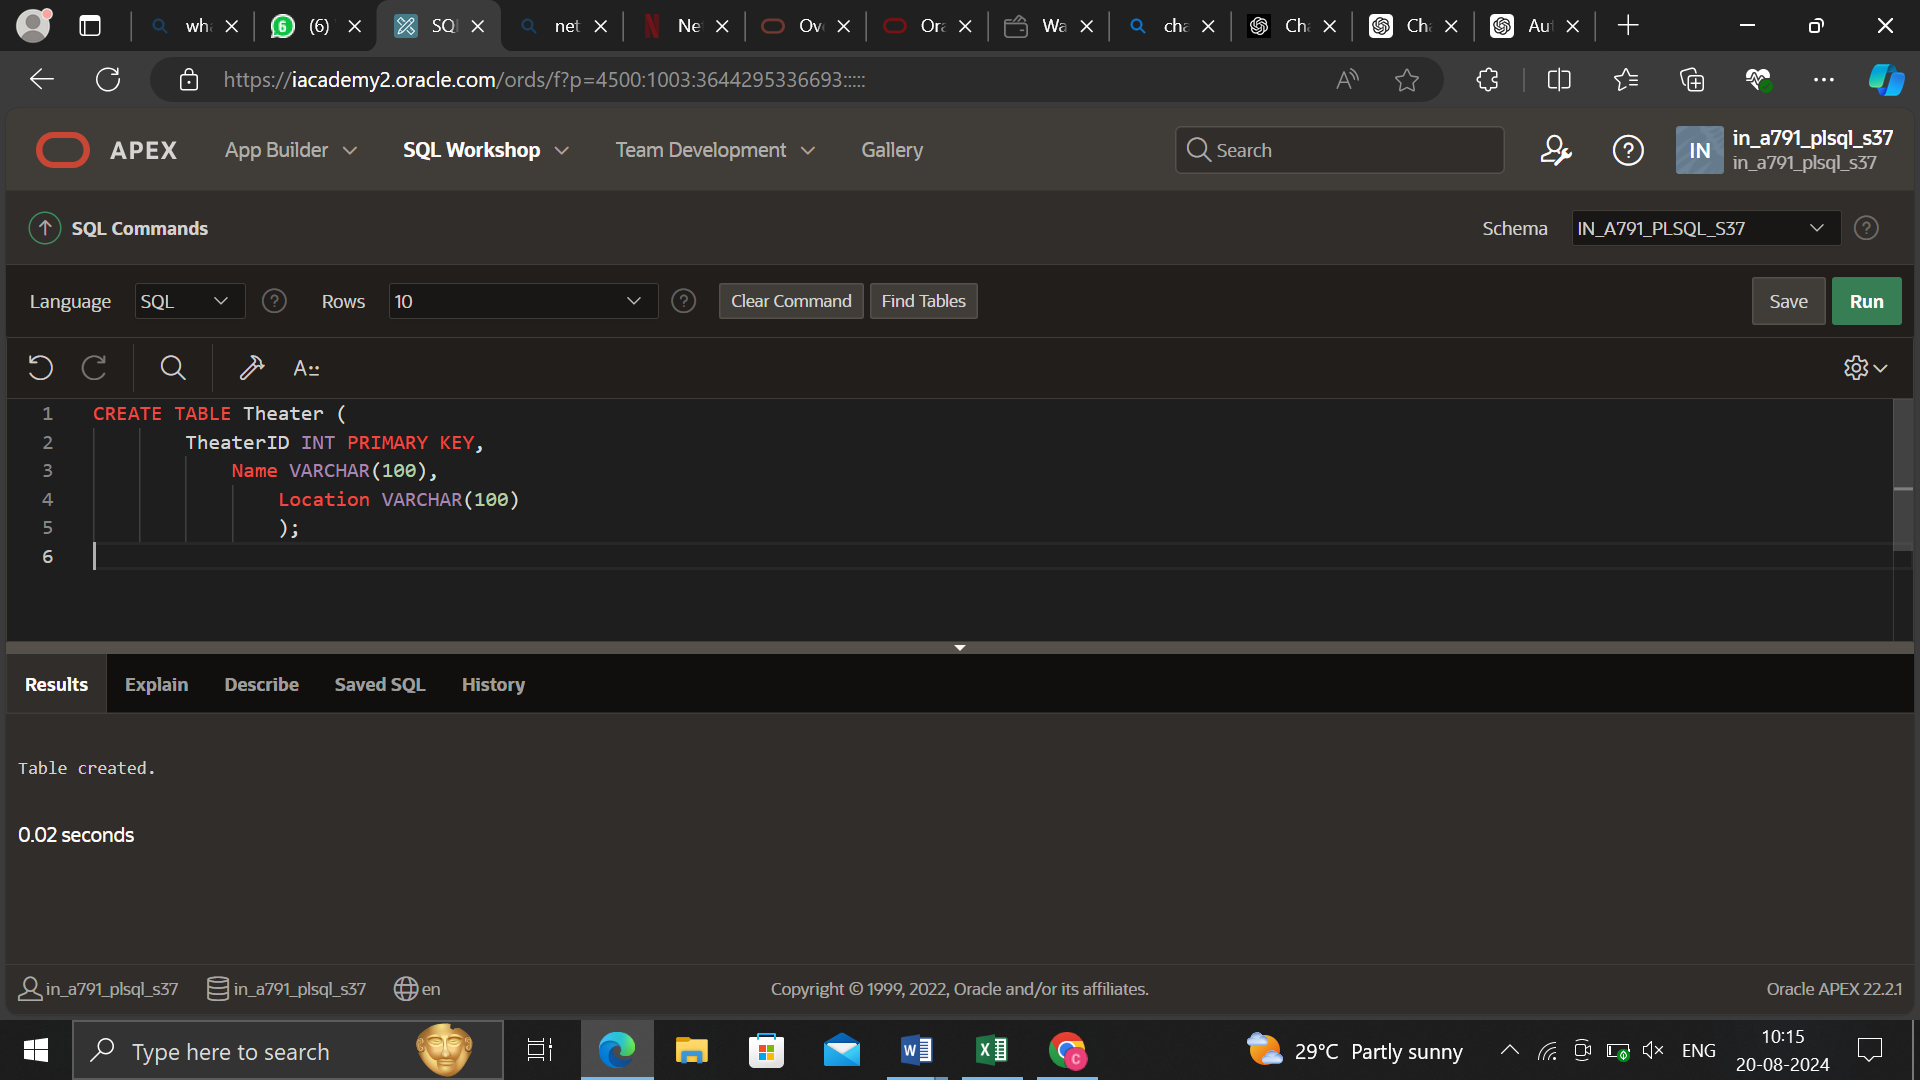 wh
(6)
SQ
net
Ne
Ov
Ora
Wa
cha
Ch
Ch
Au
https://iacademy2.oracle.com/ords/f?p=4500:1003:3644295336693:::::
APEX
App Builder
SQL Workshop
Team Development
Gallery
Search
IN
in_a791_plsql_s37
in_a791_plsql_s37
SQL Commands
Schema
IN_A791_PLSQL_S37
Language
SQL
Rows
10
Clear Command
Find Tables
Save
Run
1 CREATE TABLE Theater (
2 TheaterID INT PRIMARY KEY,
3 Name VARCHAR(100),
4 Location VARCHAR(100)
5 );
6
Results
Explain
Describe
Saved SQL
History
Table created.
0.02 seconds
in_a791_plsql_s37
in_a791_plsql_s37
en
Copyright © 1999, 2022, Oracle and/or its affiliates.
Oracle APEX 22.2.1
Type here to search
29°C Partly sunny
ENG
10:15
20-08-2024